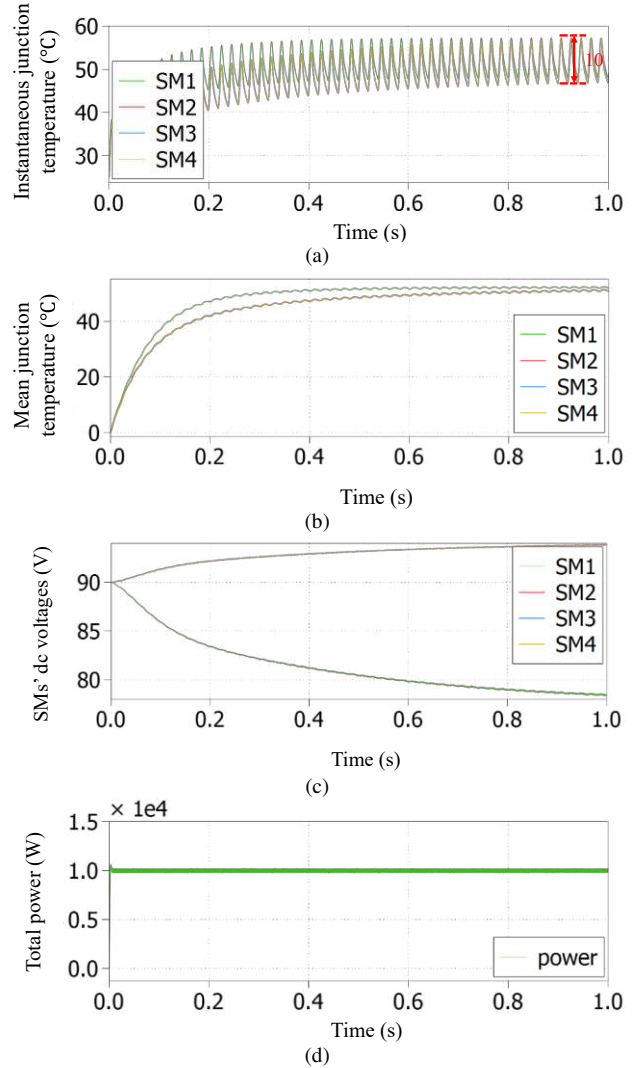 Instantaneous junction
temperature (℃)
60
50
40
30
SM1
SM2
SM3
SM4
10
0.0 0.2 0.4 0.6 0.8 1.0
Time (s)
(a)
Mean junction
temperature (℃)
40
20
0
SM1
SM2
SM3
SM4
0.0 0.2 0.4 0.6 0.8 1.0
Time (s)
(b)
SMs' dc voltages (V)
90
85
80
SM1
SM2
SM3
SM4
0.0 0.2 0.4 0.6 0.8 1.0
Time (s)
(c)
× 1e4
Total power (W)
1.5
1.0
0.5
0.0
power
0.0 0.2 0.4 0.6 0.8 1.0
Time (s)
(d)